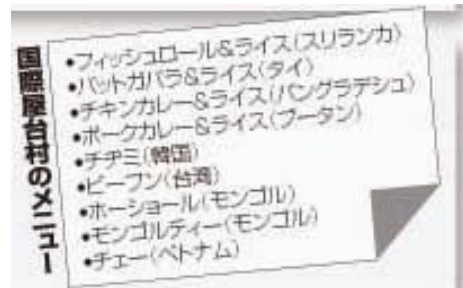 国際屋台村のメニュー
•フィッシュロール&ライス(スリランカ)
•パットガパラ&ライス(タイ)
•チキンカレー&ライス(バングラデシュ)
•ポークカレー&ライス(ブータン)
•チヂミ(韓国)
•ビーフン(台湾)
•ホーショール(モンゴル)
•モンゴルティー(モンゴル)
•チェー(ベトナム)